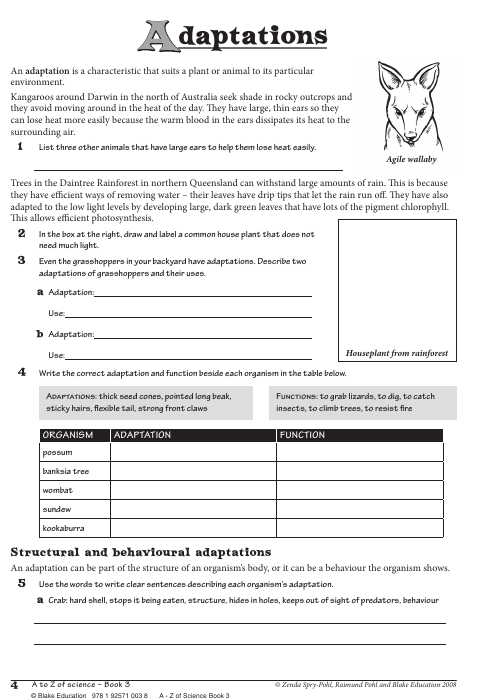 Adaptations
An adaptation is a characteristic that suits a plant or animal to its particular
environment.
Kangaroos around Darwin in the north of Australia seek shade in rocky outcrops and
they avoid moving around in the heat of the day. They have large, thin ears so they
can lose heat more easily because the warm blood in the ears dissipates its heat to the
surrounding air.
Agile wallaby
1 List three other animals that have large ears to help them lose heat easily.
Trees in the Daintree Rainforest in northern Queensland can withstand large amounts of rain. This is because
they have efficient ways of removing water – their leaves have drip tips that let the rain run off. They have also
adapted to the low light levels by developing large, dark green leaves that have lots of the pigment chlorophyll.
This allows efficient photosynthesis.
2 In the box at the right, draw and label a common house plant that does not
need much light.
3 Even the grasshoppers in your backyard have adaptations. Describe two
adaptations of grasshoppers and their uses.
a Adaptation:
Use:
b Adaptation:
Use:
Houseplant from rainforest
4 Write the correct adaptation and function beside each organism in the table below.
ADAPTATIONS: thick seed cones, pointed long beak,
sticky hairs, flexible tail, strong front claws
FUNCTIONS: to grab lizards, to dig, to catch
insects, to climb trees, to resist fire
ORGANISM ADAPTATION FUNCTION
possum
banksia tree
wombat
sundew
kookaburra
Structural and behavioural adaptations
An adaptation can be part of the structure of an organism's body, or it can be a behaviour the organism shows.
5 Use the words to write clear sentences describing each organism's adaptation.
a Crab: hard shell, stops it being eaten, structure, hides in holes, keeps out of sight of predators, behaviour
4 A to Z of science – Book 3
© Zenda Spry-Pohl, Raimund Pohl and Blake Education 2008
© Blake Education 978 1 92571 003 8 A - Z of Science Book 3